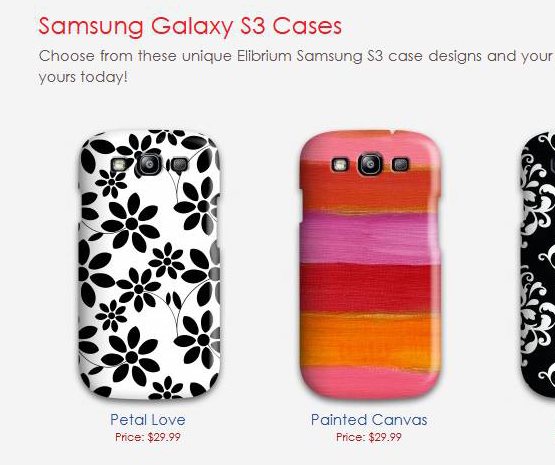 Samsung Galaxy S3 Cases
Choose from these unique Elibrium Samsung S3 case designs and your
yours today!
Petal Love
Painted Canvas
Price: $29.99
Price: $29.99